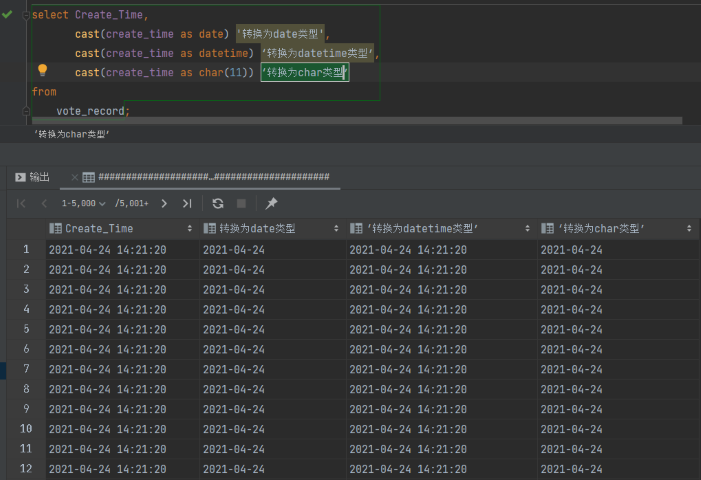 select Create_Time,
cast(create_time as date) '转换为date类型',
cast(create_time as datetime) ‘转换为datetime类型’,
cast(create_time as char(11)) ‘转换为char类型’
from
vote_record;
‘转换为char类型’
输出 ####################…#####################
1-5,000 /5,001+
Create_Time 转换为date类型 ‘转换为datetime类型’ ‘转换为char类型’
1 2021-04-24 14:21:20 2021-04-24 2021-04-24 14:21:20 2021-04-24
2 2021-04-24 14:21:20 2021-04-24 2021-04-24 14:21:20 2021-04-24
3 2021-04-24 14:21:20 2021-04-24 2021-04-24 14:21:20 2021-04-24
4 2021-04-24 14:21:20 2021-04-24 2021-04-24 14:21:20 2021-04-24
5 2021-04-24 14:21:20 2021-04-24 2021-04-24 14:21:20 2021-04-24
6 2021-04-24 14:21:20 2021-04-24 2021-04-24 14:21:20 2021-04-24
7 2021-04-24 14:21:20 2021-04-24 2021-04-24 14:21:20 2021-04-24
8 2021-04-24 14:21:20 2021-04-24 2021-04-24 14:21:20 2021-04-24
9 2021-04-24 14:21:20 2021-04-24 2021-04-24 14:21:20 2021-04-24
10 2021-04-24 14:21:20 2021-04-24 2021-04-24 14:21:20 2021-04-24
11 2021-04-24 14:21:20 2021-04-24 2021-04-24 14:21:20 2021-04-24
12 2021-04-24 14:21:20 2021-04-24 2021-04-24 14:21:20 2021-04-24